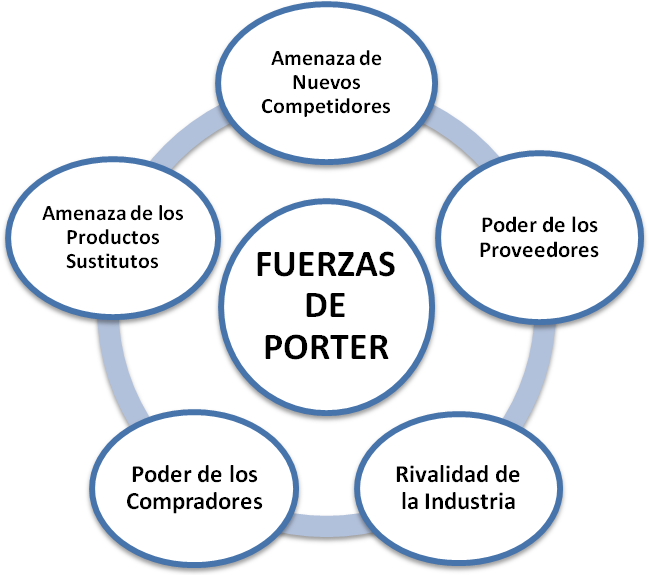 Amenaza de
Nuevos
Competidores
Amenaza de los
Productos
Sustitutos
Poder de los
Proveedores
FUERZAS
DE
PORTER
Poder de los
Compradores
Rivalidad de
la Industria